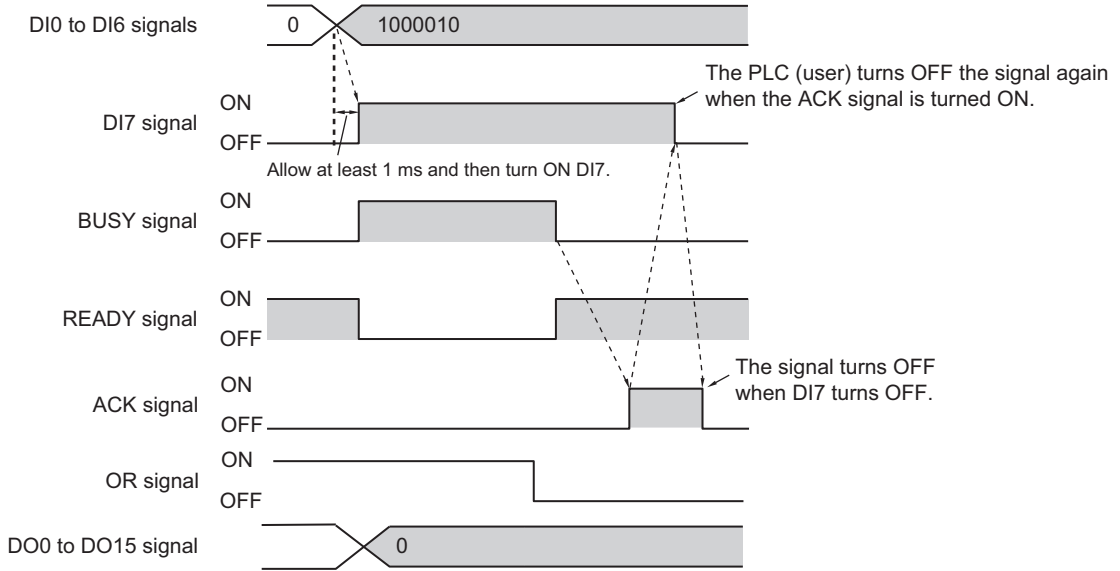 DI0 to DI6 signals
0
1000010
The PLC (user) turns OFF the signal again
when the ACK signal is turned ON.
DI7 signal
ON
OFF
Allow at least 1 ms and then turn ON DI7.
BUSY signal
ON
OFF
READY signal
ON
OFF
The signal turns OFF
when DI7 turns OFF.
ACK signal
ON
OFF
OR signal
ON
OFF
DO0 to DO15 signal
0